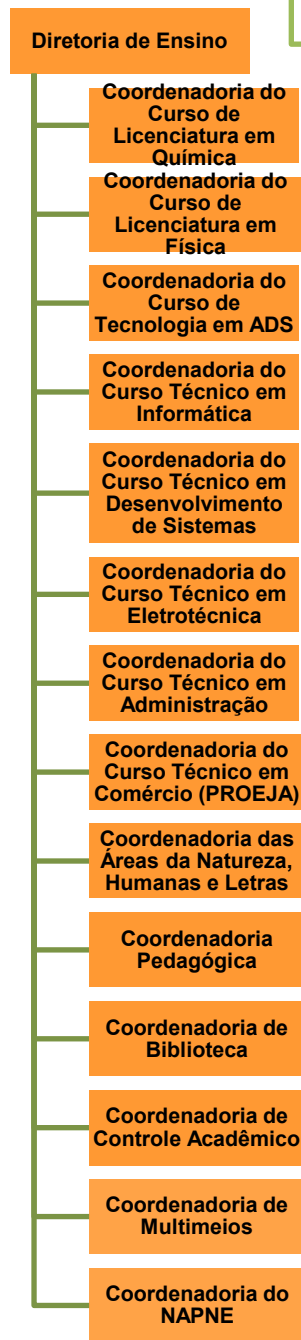 Diretoria de Ensino
Coordenadoria do
Curso de
Licenciatura em
Química
Coordenadoria do
Curso de
Licenciatura em
Física
Coordenadoria do
Curso de
Tecnologia em ADS
Coordenadoria do
Curso Técnico em
Informática
Coordenadoria do
Curso Técnico em
Desenvolvimento
de Sistemas
Coordenadoria do
Curso Técnico em
Eletrotécnica
Coordenadoria do
Curso Técnico em
Administração
Coordenadoria do
Curso Técnico em
Comércio (PROEJA)
Coordenadoria das
Áreas da Natureza,
Humanas e Letras
Coordenadoria
Pedagógica
Coordenadoria de
Biblioteca
Coordenadoria de
Controle Acadêmico
Coordenadoria de
Multimeios
Coordenadoria do
NAPNE